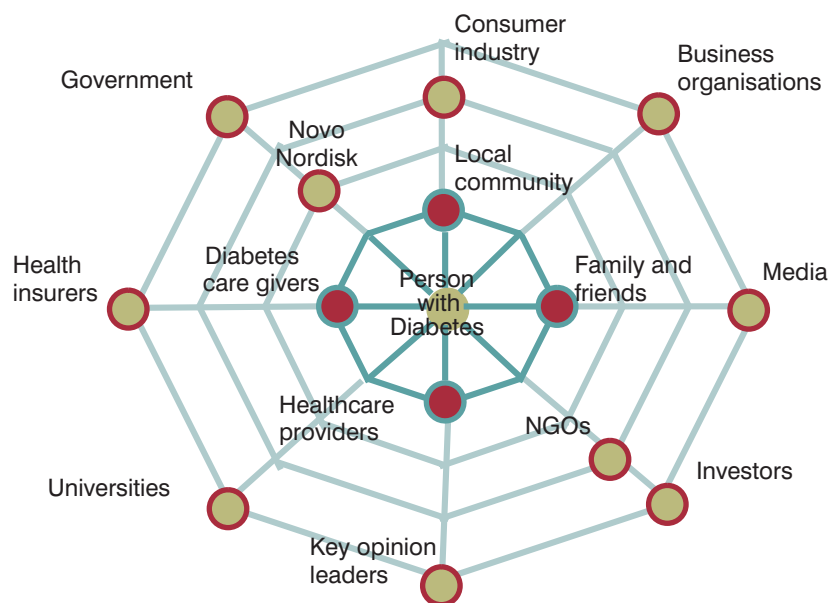 Consumer
industry
Business
organisations
Government
Novo
Nordisk
Local
community
Health
insurers
Diabetes
care givers
Person
with
Diabetes
Family and
friends
Media
Healthcare
providers
NGOs
Universities
Investors
Key opinion
leaders